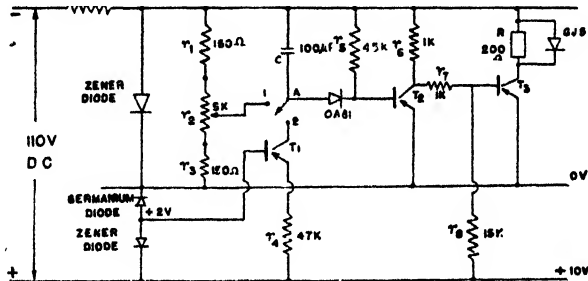 −
r1
150Ω
C
100µF
r5
45K
r6
1K
R
200
Ω
GJ5
ZENER
DIODE
r2
5K
1
A
2
OA81
T2
r7
1K
T3
110V
DC
r3
150Ω
T1
0V
GERMANIUM
DIODE
+2V
ZENER
DIODE
r4
47K
r8
15K
+
+
+10V